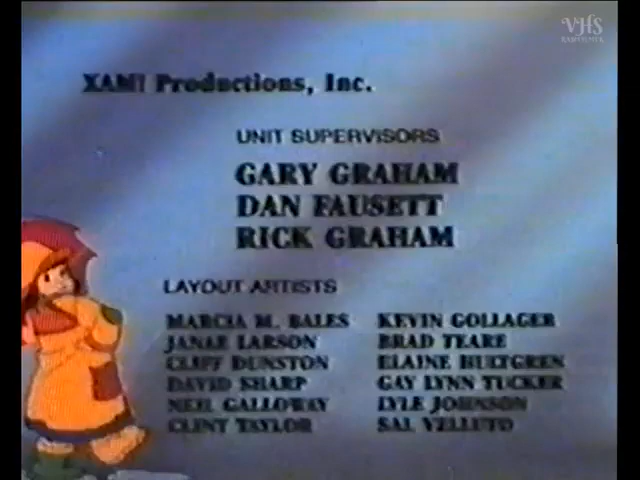 VHS
XAM! Productions, Inc.
UNIT SUPERVISORS
GARY GRAHAM
DAN FAUSETT
RICK GRAHAM
LAYOUT ARTISTS
MARCIA M. BALES KEVIN GOLLAGER
JANAE LARSON BRAD TEARE
CLIFF DUNSTON ELAINE HULTGREN
DAVID SHARP GAY LYNN TUCKER
NEIL GALLOWAY LYLE JOHNSON
CLINT TAYLOR SAL VELLUTO